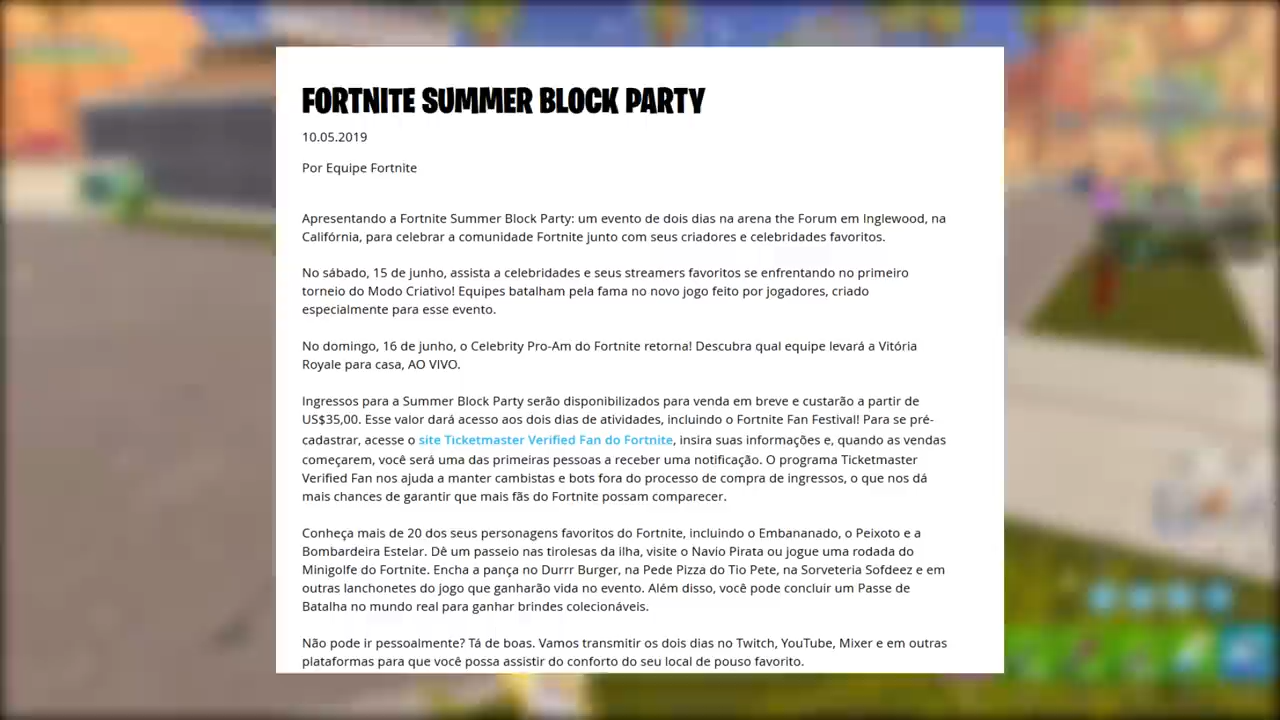 FORTNITE SUMMER BLOCK PARTY
10.05.2019
Por Equipe Fortnite
Apresentando a Fortnite Summer Block Party: um evento de dois dias na arena the Forum em Inglewood, na
Califórnia, para celebrar a comunidade Fortnite junto com seus criadores e celebridades favoritos.
No sábado, 15 de junho, assista a celebridades e seus streamers favoritos se enfrentando no primeiro
torneio do Modo Criativo! Equipes batalham pela fama no novo jogo feito por jogadores, criado
especialmente para esse evento.
No domingo, 16 de junho, o Celebrity Pro-Am do Fortnite retorna! Descubra qual equipe levará a Vitória
Royale para casa, AO VIVO.
Ingressos para a Summer Block Party serão disponibilizados para venda em breve e custarão a partir de
US$35,00. Esse valor dará acesso aos dois dias de atividades, incluindo o Fortnite Fan Festival! Para se pré-
cadastrar, acesse o site Ticketmaster Verified Fan do Fortnite, insira suas informações e, quando as vendas
começarem, você será uma das primeiras pessoas a receber uma notificação. O programa Ticketmaster
Verified Fan nos ajuda a manter cambistas e bots fora do processo de compra de ingressos, o que nos dá
mais chances de garantir que mais fãs do Fortnite possam comparecer.
Conheça mais de 20 dos seus personagens favoritos do Fortnite, incluindo o Embananado, o Peixoto e a
Bombardeira Estelar. Dê um passeio nas tirolesas da ilha, visite o Navio Pirata ou jogue uma rodada do
Minigolfe do Fortnite. Encha a pança no Durrr Burger, na Pede Pizza do Tio Pete, na Sorveteria Sofdeez e em
outras lanchonetes do jogo que ganharão vida no evento. Além disso, você pode concluir um Passe de
Batalha no mundo real para ganhar brindes colecionáveis.
Não pode ir pessoalmente? Tá de boas. Vamos transmitir os dois dias no Twitch, YouTube, Mixer e em outras
plataformas para que você possa assistir do conforto do seu local de pouso favorito.